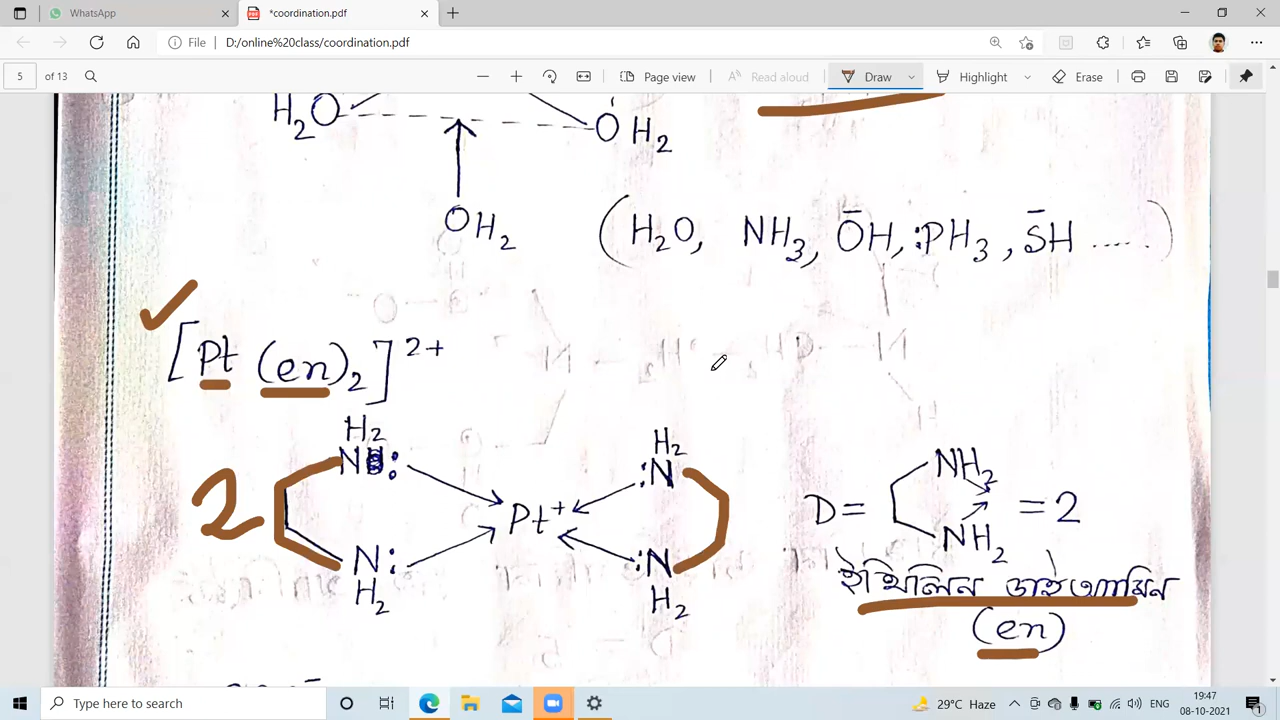 WhatsApp
*coordination.pdf
File D:/online%20class/coordination.pdf
5 of 13
Page view
Read aloud
Draw
Highlight
Erase
H2O
OH2
OH2
(H2O, NH3, ŌH, :PH3, S̄H .....)
[Pt (en)2]2+
H2
N:
H2
:N
2
Pt+
D = NH2 NH2 = 2
N:
H2
:N
H2
ইথিলিন ডাইঅ্যামিন
(en)
Type here to search
29°C Haze
ENG
19:47
08-10-2021
1